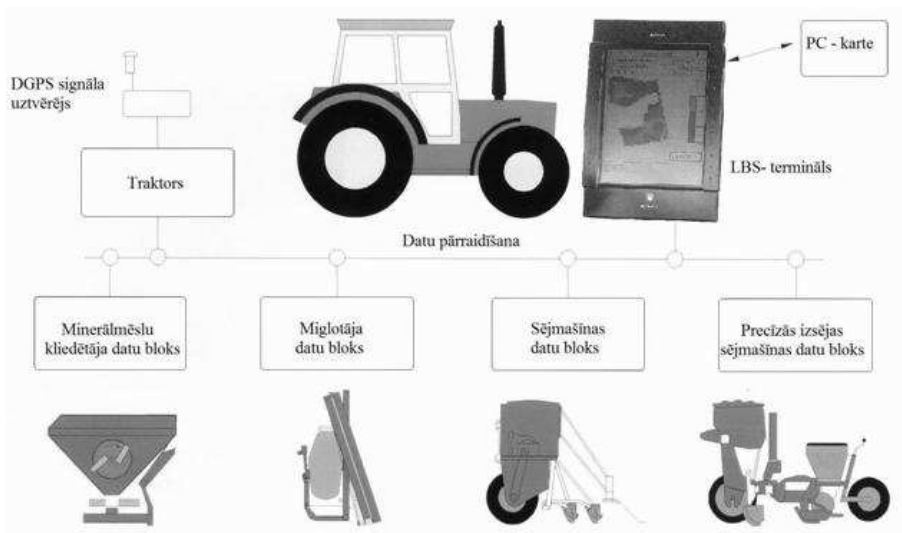 DGPS signāla
uztvērējs
Traktors
PC - karte
LBS- termināls
Datu pārraidīšana
Minerālmēslu
kliedētāja datu bloks
Miglotāja
datu bloks
Sējmašīnas
datu bloks
Precīzās izsējas
sējmašīnas datu bloks